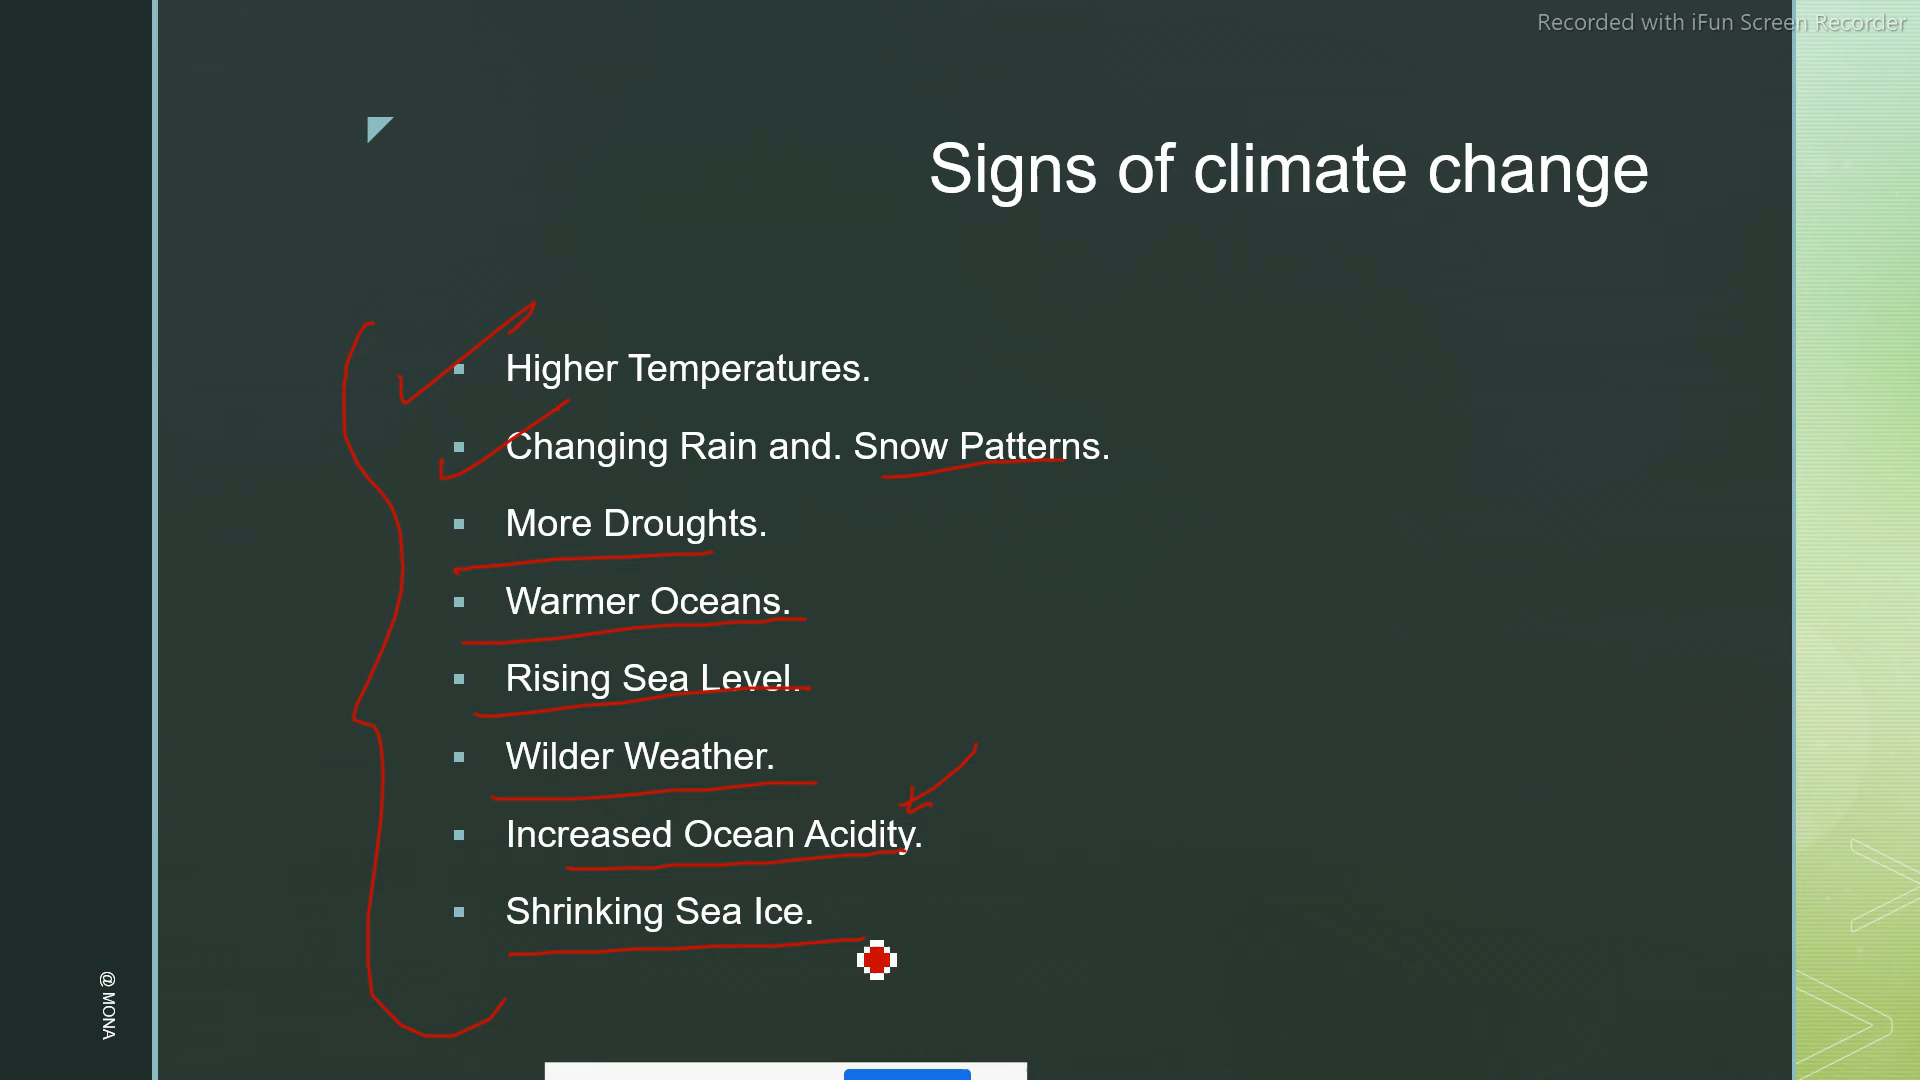 Recorded with iFun Screen Recorder
Signs of climate change
Higher Temperatures.
Changing Rain and. Snow Patterns.
More Droughts.
Warmer Oceans.
Rising Sea Level.
Wilder Weather.
Increased Ocean Acidity.
Shrinking Sea Ice.
@ MONA